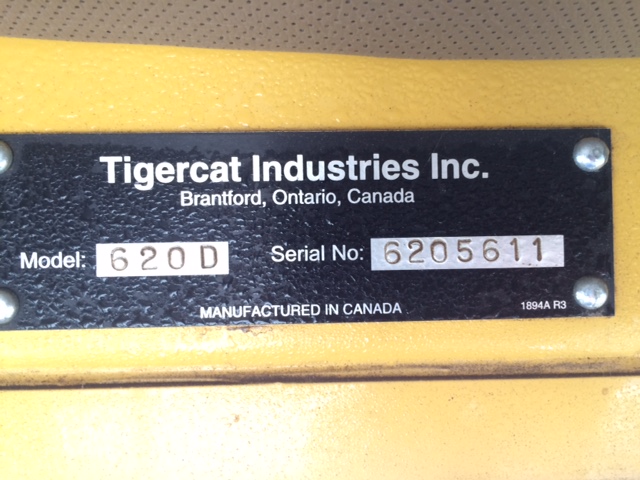 Tigercat Industries Inc.
Brantford, Ontario, Canada
Model: 620D Serial No: 6205611
MANUFACTURED IN CANADA 1894A R3